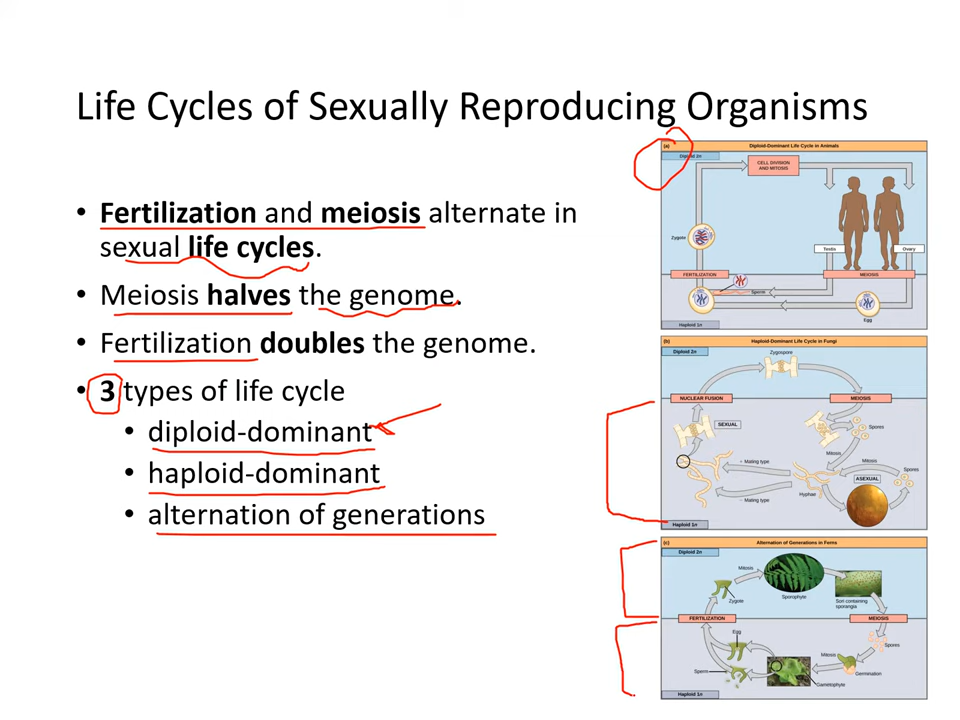 Life Cycles of Sexually Reproducing Organisms
• Fertilization and meiosis alternate in
sexual life cycles.
• Meiosis halves the genome.
• Fertilization doubles the genome.
• 3 types of life cycle
• diploid-dominant
• haploid-dominant
• alternation of generations
(a) Diploid-Dominant Life Cycle in Animals
Diploid 2n
CELL DIVISION
AND MITOSIS
Zygote
Testis
Ovary
FERTILIZATION
MEIOSIS
Sperm
Egg
Haploid 1n
(b) Haploid-Dominant Life Cycle in Fungi
Diploid 2n
Zygospore
NUCLEAR FUSION
MEIOSIS
SEXUAL
Spores
Mitosis
+ Mating type
Mitosis
Spores
ASEXUAL
Hyphae
− Mating type
Haploid 1n
(c) Alternation of Generations in Ferns
Diploid 2n
Mitosis
Zygote
Sporophyte
Sori containing
sporangia
FERTILIZATION
MEIOSIS
Egg
Spores
Mitosis
Sperm
Germination
Gametophyte
Haploid 1n